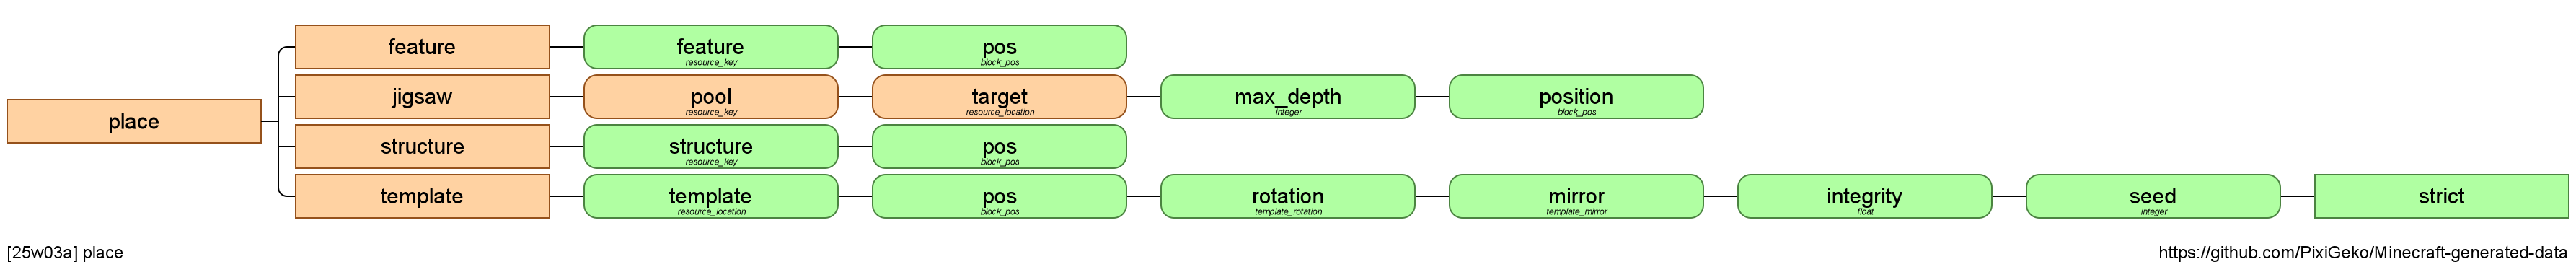 feature
feature
resource_key
pos
block_pos
jigsaw
pool
resource_key
target
resource_location
max_depth
integer
position
block_pos
place
structure
structure
resource_key
pos
block_pos
template
template
resource_location
pos
block_pos
rotation
template_rotation
mirror
template_mirror
integrity
float
seed
integer
strict
[25w03a] place
https://github.com/PixiGeko/Minecraft-generated-data